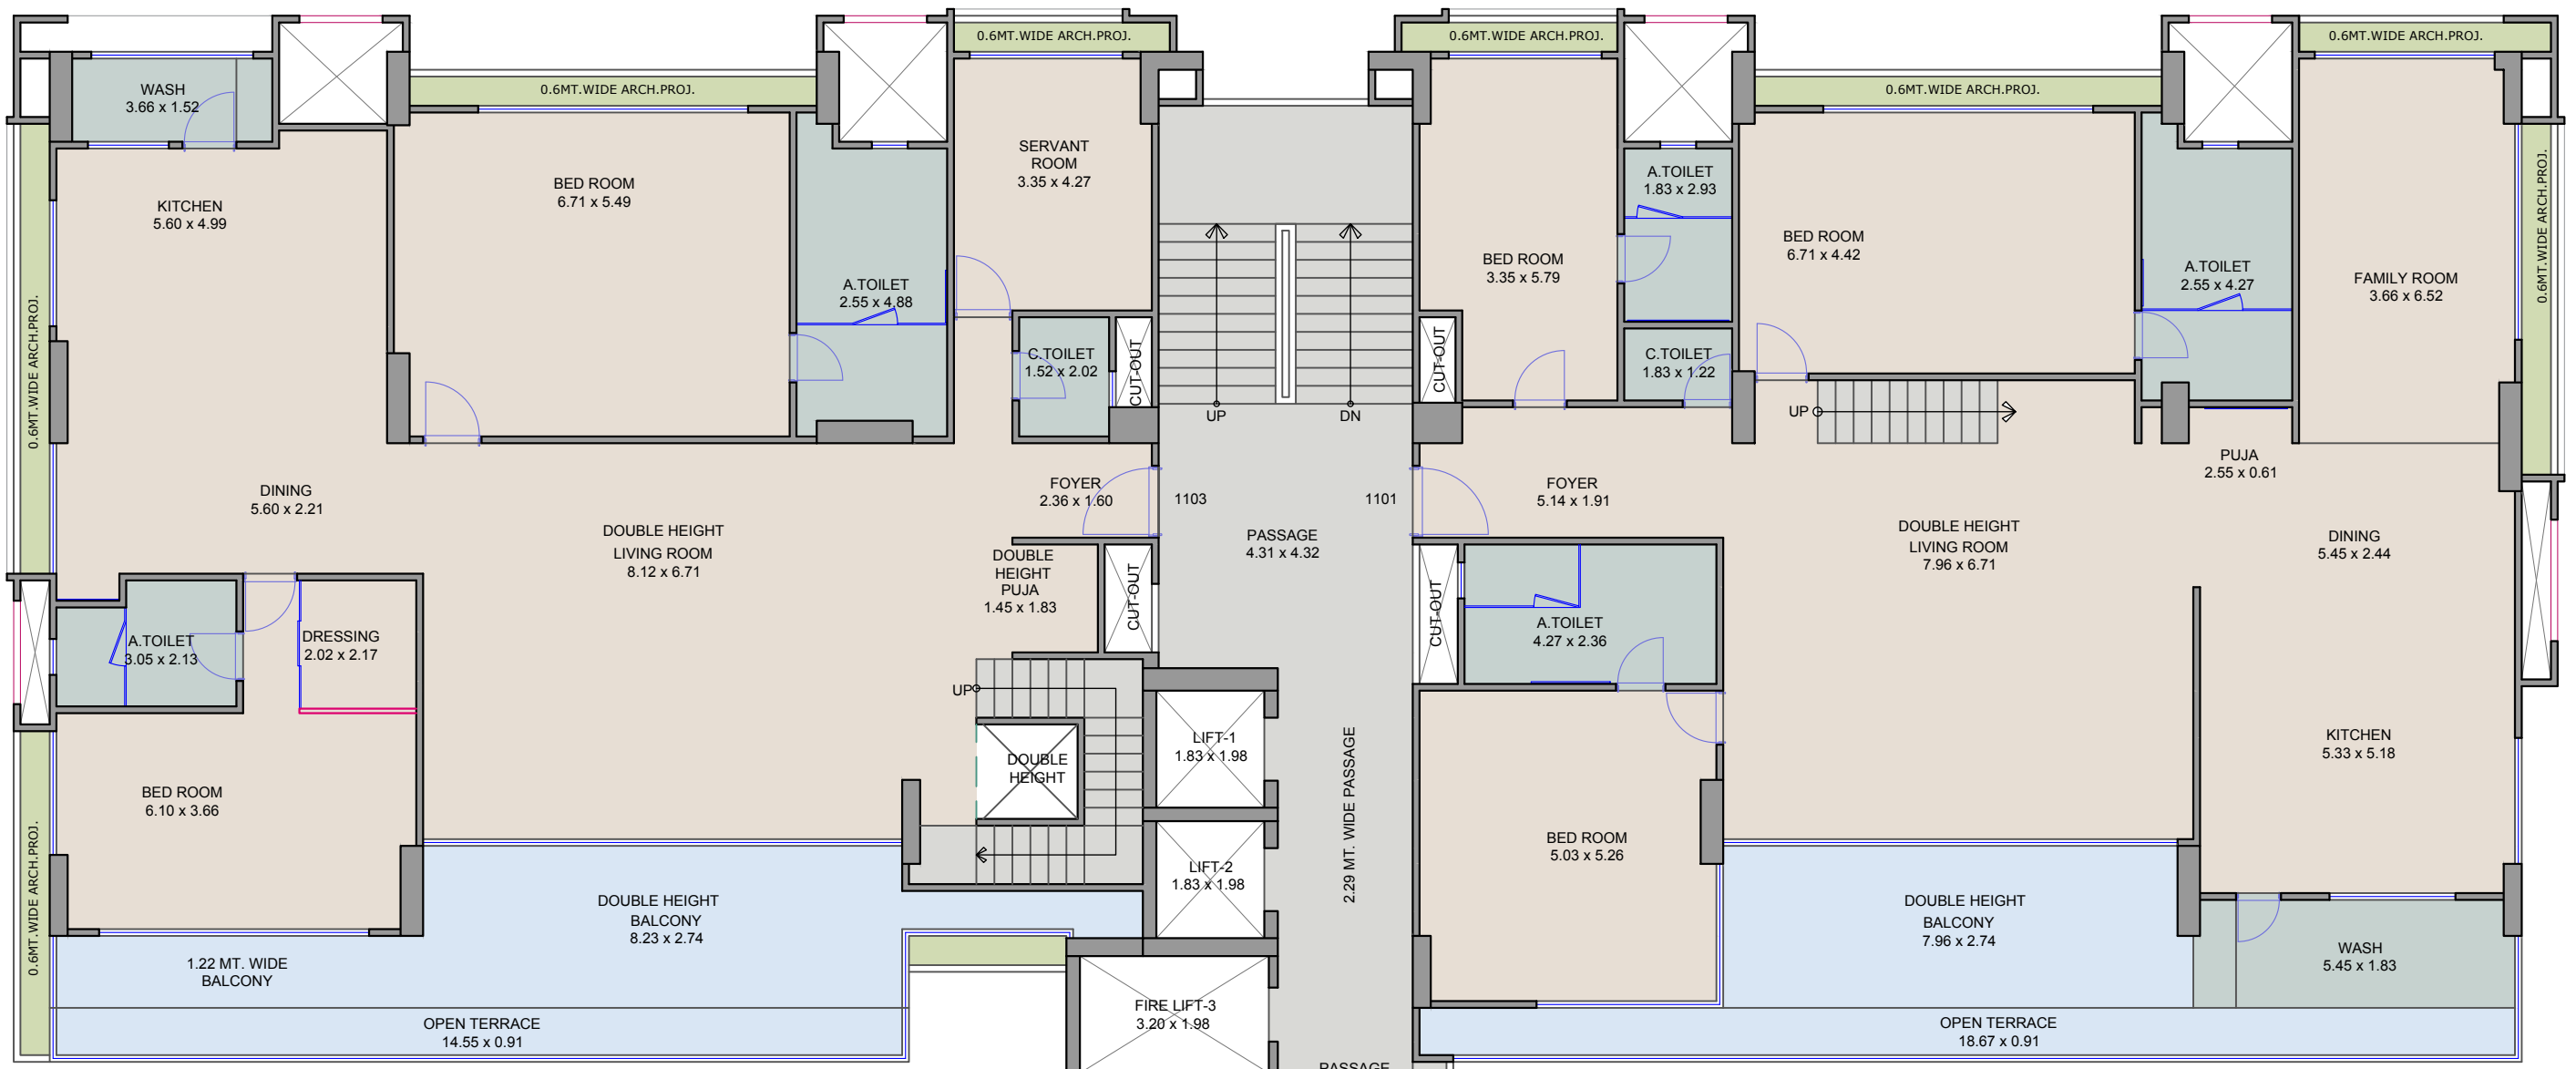 0.6MT.WIDE ARCH.PROJ.
0.6MT.WIDE ARCH.PROJ.
0.6MT.WIDE ARCH.PROJ.
WASH
3.66 x 1.52
0.6MT.WIDE ARCH.PROJ.
0.6MT.WIDE ARCH.PROJ.
SERVANT
ROOM
3.35 x 4.27
BED ROOM
6.71 x 5.49
KITCHEN
5.60 x 4.99
A.TOILET
1.83 x 2.93
0.6MT.WIDE ARCH.PROJ.
BED ROOM
6.71 x 4.42
BED ROOM
3.35 x 5.79
A.TOILET
2.55 x 4.27
FAMILY ROOM
3.66 x 6.52
A.TOILET
2.55 x 4.88
0.6MT.WIDE ARCH.PROJ.
C.TOILET
1.52 x 2.02
CUT-OUT
CUT-OUT
C.TOILET
1.83 x 1.22
UP
DN
UP
PUJA
2.55 x 0.61
DINING
5.60 x 2.21
FOYER
2.36 x 1.60
1103
1101
FOYER
5.14 x 1.91
DOUBLE HEIGHT
LIVING ROOM
8.12 x 6.71
PASSAGE
4.31 x 4.32
DOUBLE HEIGHT
LIVING ROOM
7.96 x 6.71
DINING
5.45 x 2.44
DOUBLE
HEIGHT
PUJA
1.45 x 1.83
CUT-OUT
CUT-OUT
A.TOILET
4.27 x 2.36
A.TOILET
3.05 x 2.13
DRESSING
2.02 x 2.17
UP
LIFT-1
1.83 x 1.98
DOUBLE
HEIGHT
2.29 MT. WIDE PASSAGE
KITCHEN
5.33 x 5.18
BED ROOM
6.10 x 3.66
BED ROOM
5.03 x 5.26
LIFT-2
1.83 x 1.98
0.6MT.WIDE ARCH.PROJ.
DOUBLE HEIGHT
BALCONY
8.23 x 2.74
DOUBLE HEIGHT
BALCONY
7.96 x 2.74
1.22 MT. WIDE
BALCONY
WASH
5.45 x 1.83
FIRE LIFT-3
3.20 x 1.98
OPEN TERRACE
14.55 x 0.91
OPEN TERRACE
18.67 x 0.91
PASSAGE